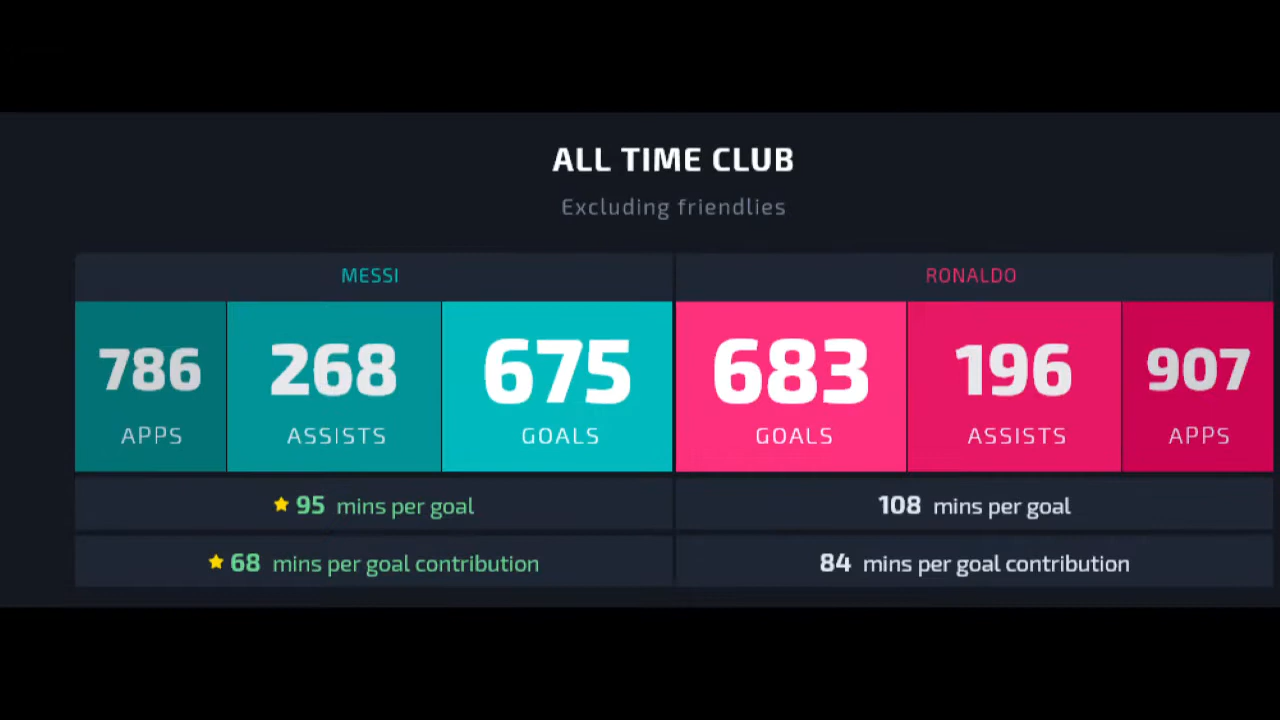 ALL TIME CLUB
Excluding friendlies
MESSI RONALDO
786 268 675 683 196 907
APPS ASSISTS GOALS GOALS ASSISTS APPS
95 mins per goal 108 mins per goal
68 mins per goal contribution 84 mins per goal contribution